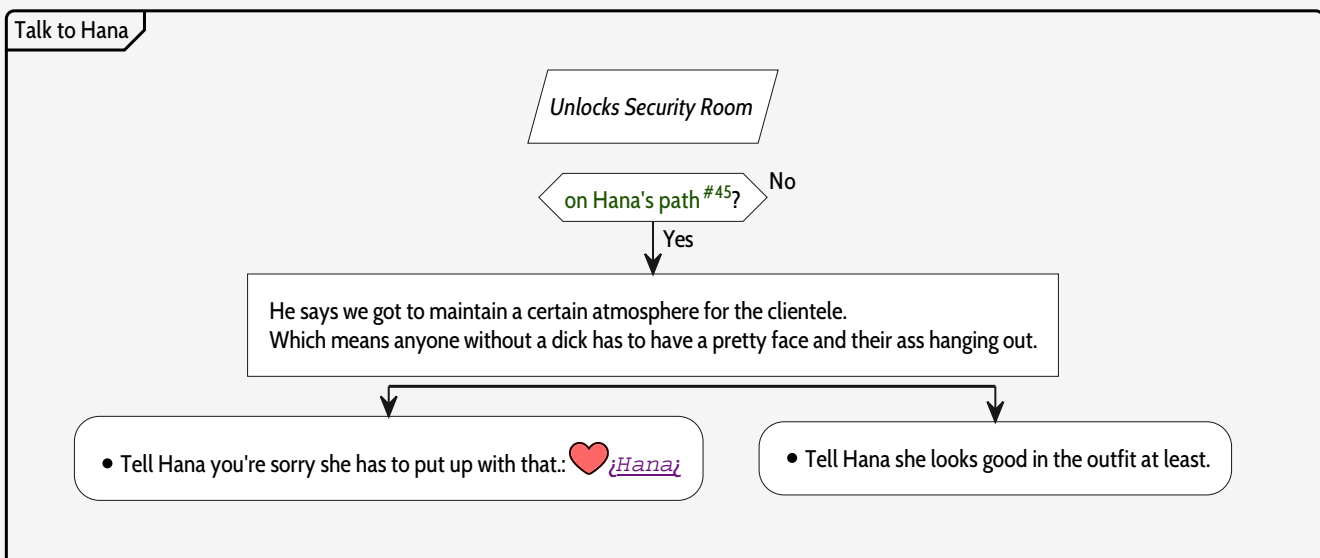 Talk to Hana
Unlocks Security Room
on Hana's path #45?
No
Yes
He says we got to maintain a certain atmosphere for the clientele.
Which means anyone without a dick has to have a pretty face and their ass hanging out.
• Tell Hana you're sorry she has to put up with that.: ❤¡Hana¡
• Tell Hana she looks good in the outfit at least.